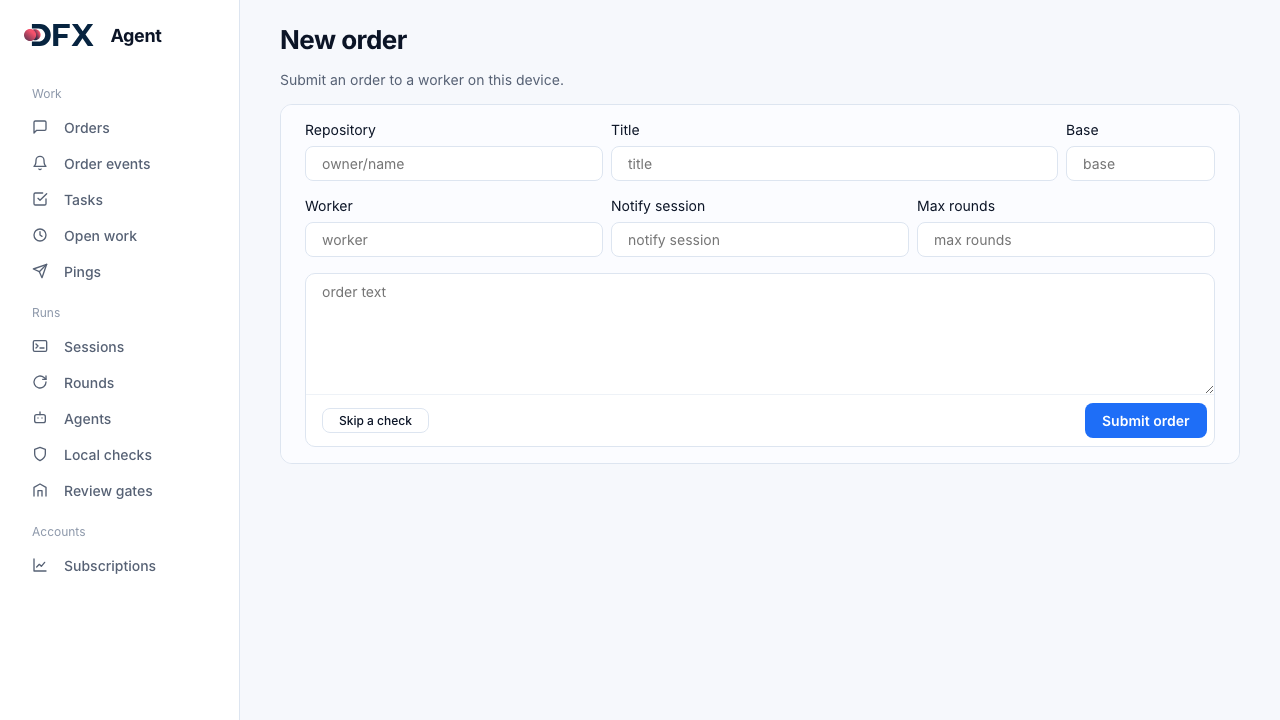 DFX Agent
Work
Orders
Order events
Tasks
Open work
Pings
Runs
Sessions
Rounds
Agents
Local checks
Review gates
Accounts
Subscriptions
New order
Submit an order to a worker on this device.
Repository Title Base
owner/name title base
Worker Notify session Max rounds
worker notify session max rounds
order text
Skip a check Submit order